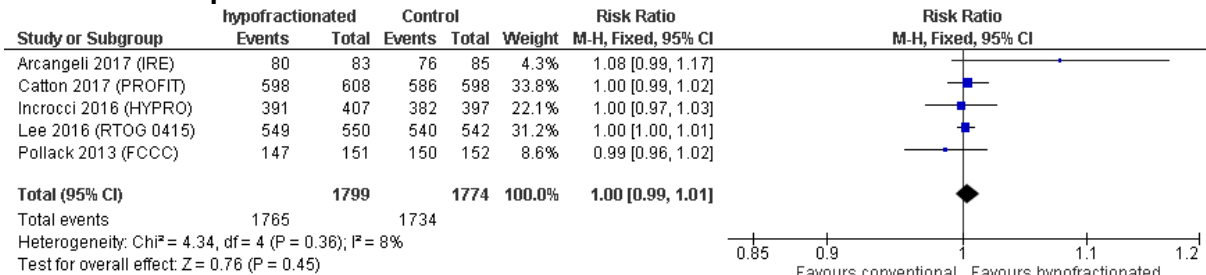 hypofractionated Control Risk Ratio Risk Ratio
Study or Subgroup Events Total Events Total Weight M-H, Fixed, 95% CI M-H, Fixed, 95% CI
Arcangeli 2017 (IRE) 80 83 76 85 4.3% 1.08 [0.99, 1.17]
Catton 2017 (PROFIT) 598 608 586 598 33.8% 1.00 [0.99, 1.02]
Incrocci 2016 (HYPRO) 391 407 382 397 22.1% 1.00 [0.97, 1.03]
Lee 2016 (RTOG 0415) 549 550 540 542 31.2% 1.00 [1.00, 1.01]
Pollack 2013 (FCCC) 147 151 150 152 8.6% 0.99 [0.96, 1.02]
Total (95% CI) 1799 1774 100.0% 1.00 [0.99, 1.01]
Total events 1765 1734
Heterogeneity: Chi² = 4.34, df = 4 (P = 0.36); I² = 8%
Test for overall effect: Z = 0.76 (P = 0.45)
0.85 0.9 1 1.1 1.2
Favours conventional Favours hypofractionated